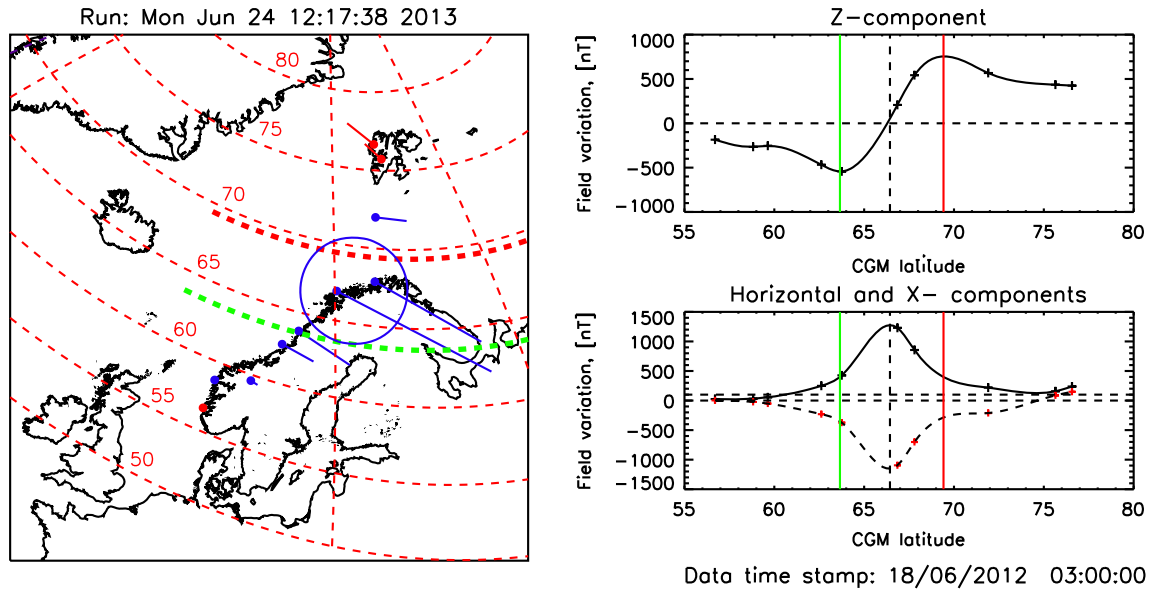 Run: Mon Jun 24 12:17:38 2013
80
75
70
65
60
55
50
Z-component
Field variation, [nT]
1000
500
0
−500
−1000
55 60 65 70 75 80
CGM latitude
Horizontal and X- components
Field variation, [nT]
1500
1000
500
0
−500
−1000
−1500
55 60 65 70 75 80
CGM latitude
Data time stamp: 18/06/2012 03:00:00